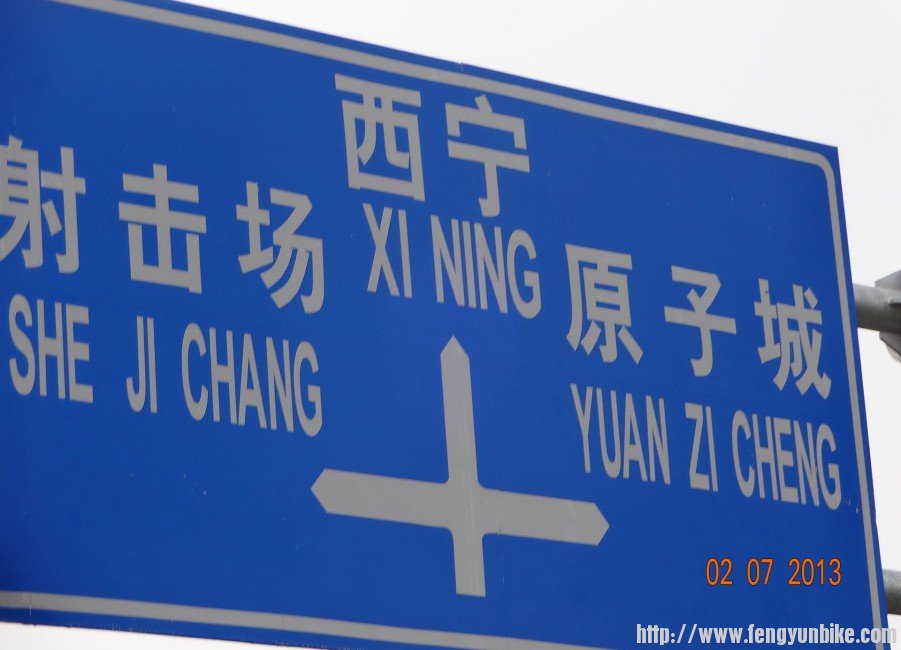 西宁
XI NING
射击场
SHE JI CHANG
原子城
YUAN ZI CHENG
02 07 2013
http://www.fengyunbike.com